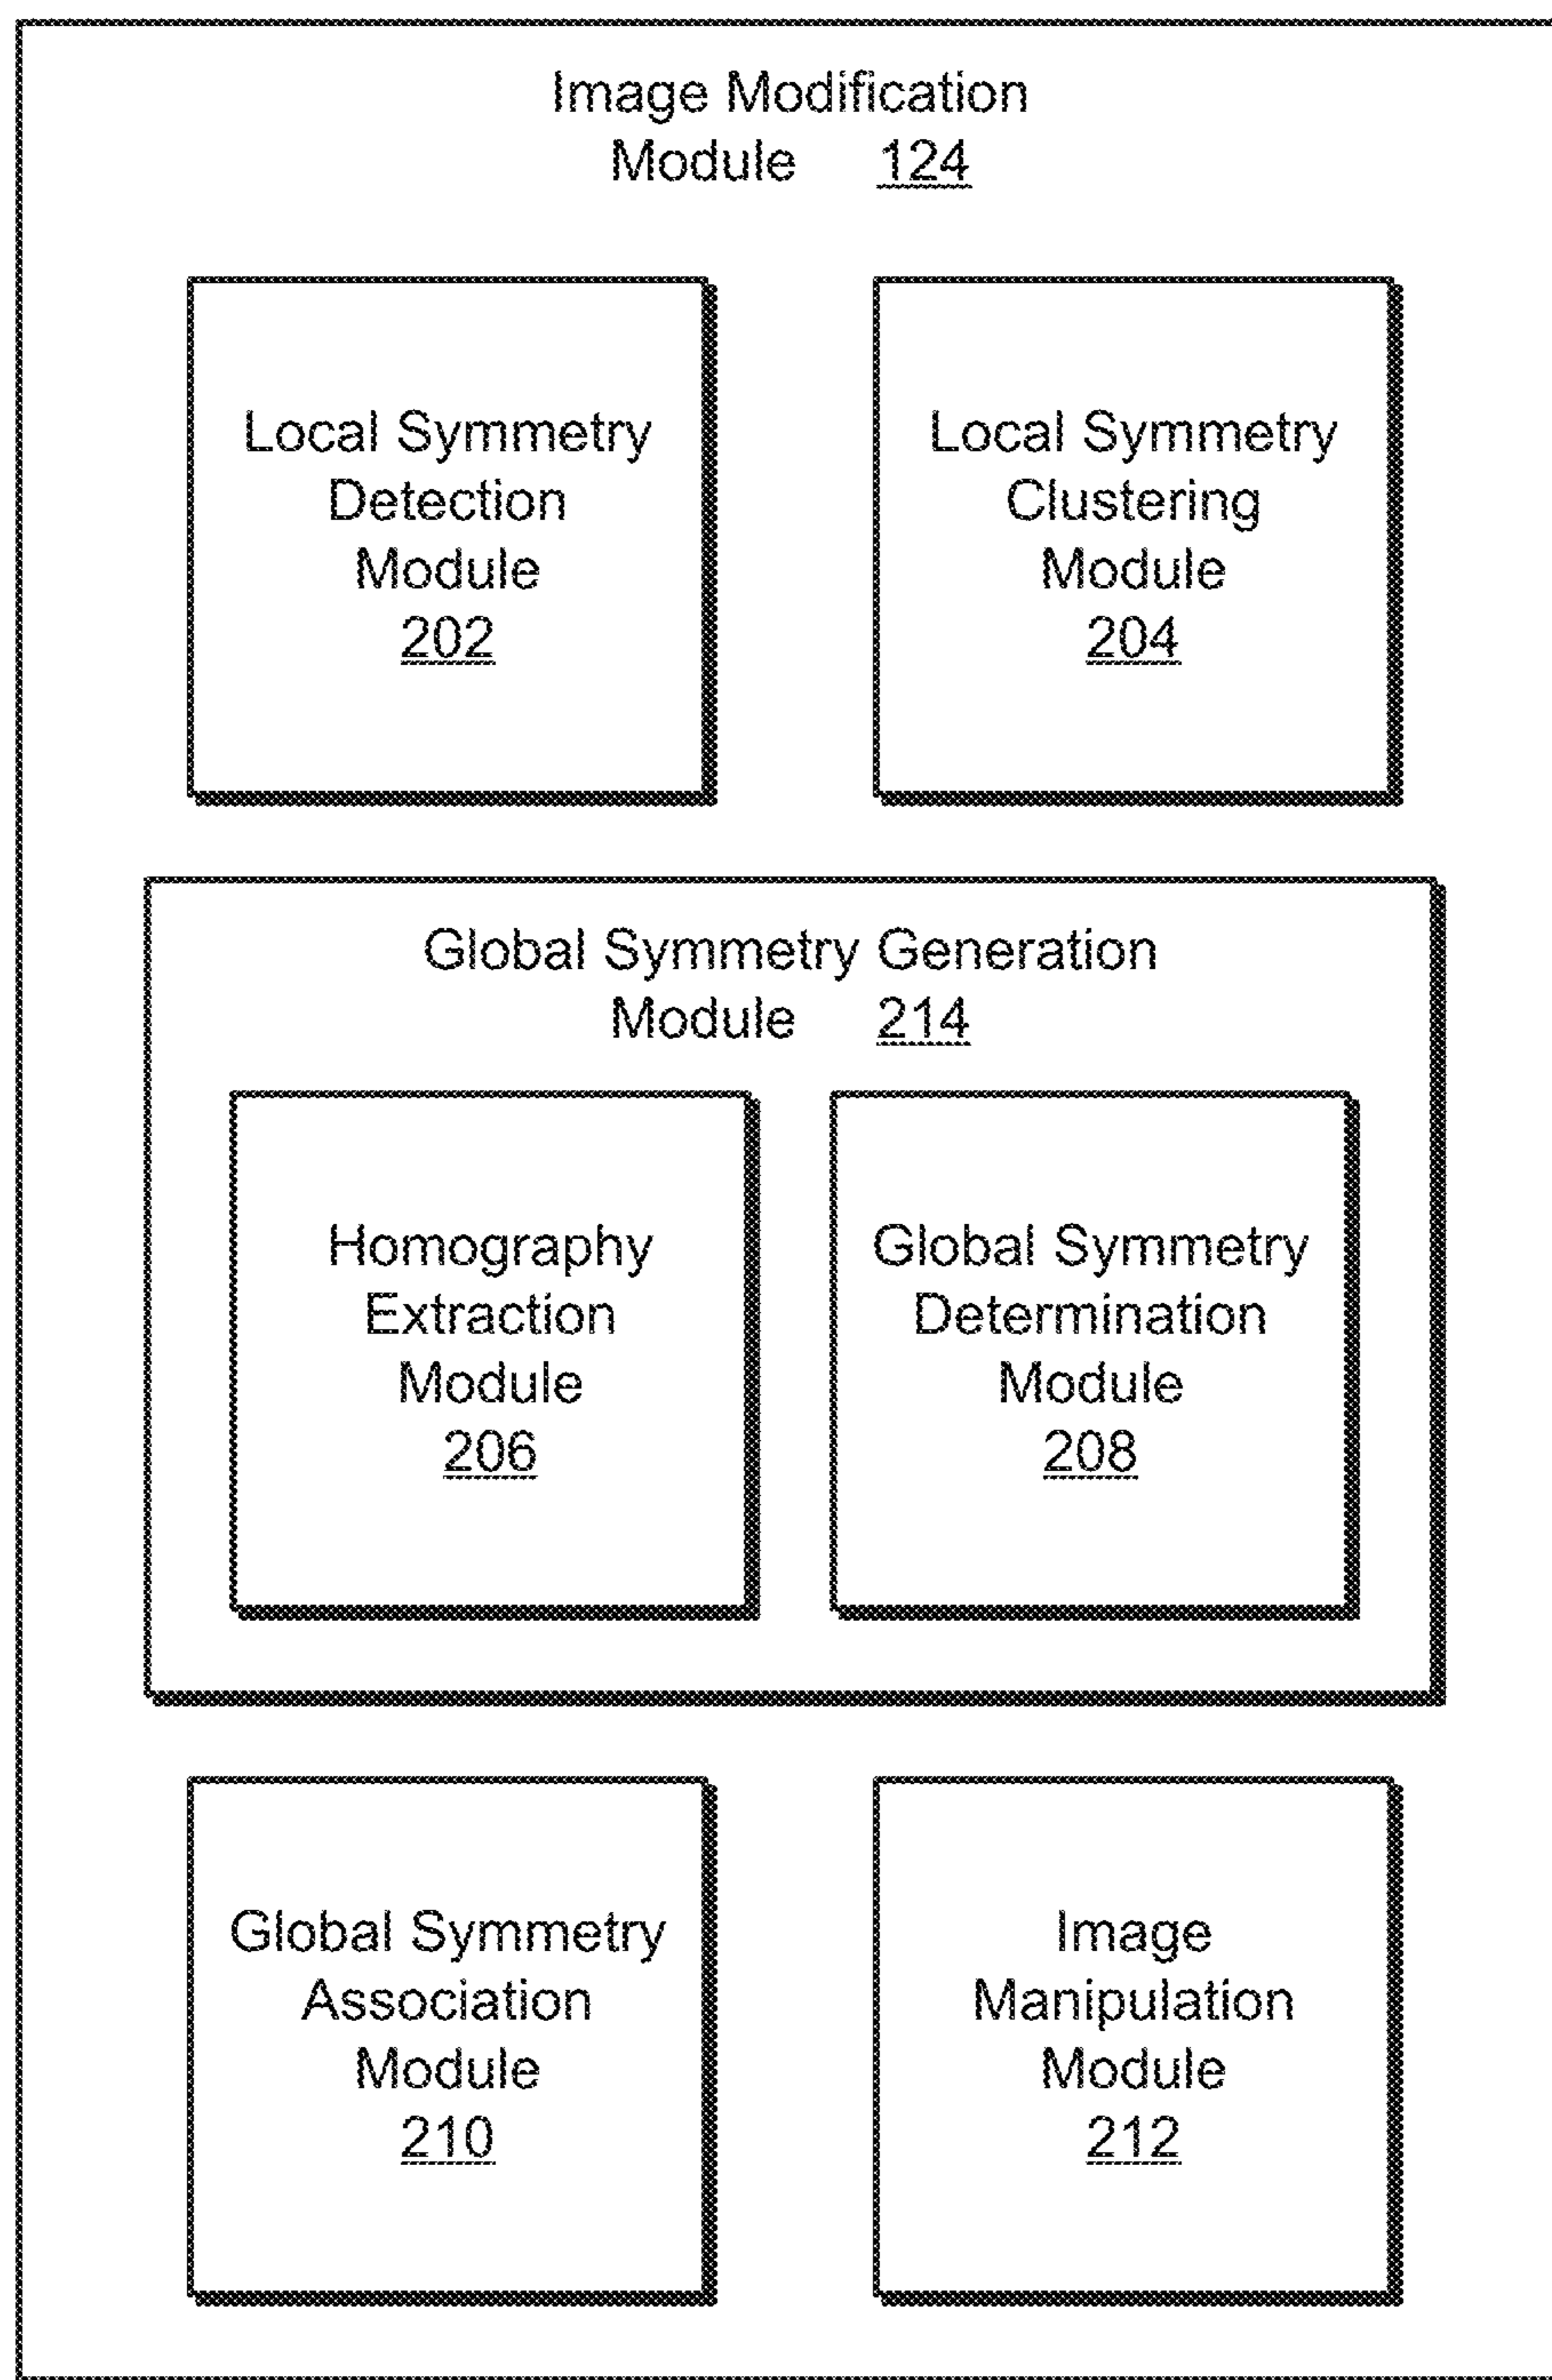 Image Modification
Module 124
Local Symmetry
Detection
Module
202
Local Symmetry
Clustering
Module
204
Global Symmetry Generation
Module 214
Homography
Extraction
Module
206
Global Symmetry
Determination
Module
208
Global Symmetry
Association
Module
210
Image
Manipulation
Module
212